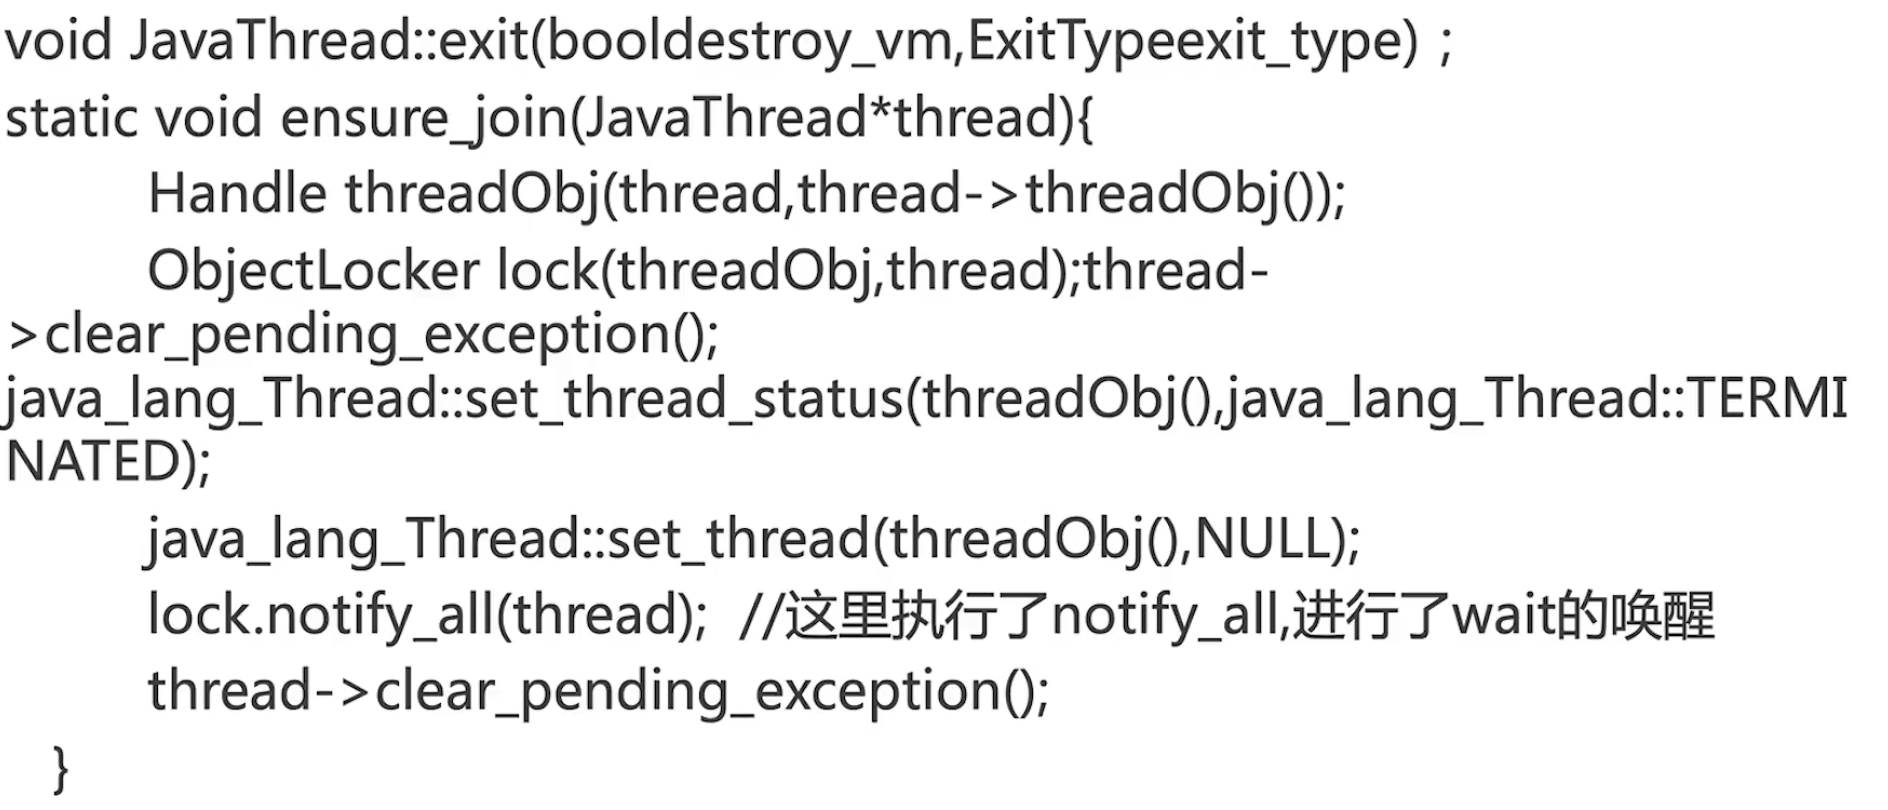 void JavaThread::exit(booldestroy_vm,ExitTypeexit_type) ;
static void ensure_join(JavaThread*thread){
Handle threadObj(thread,thread->threadObj());
ObjectLocker lock(threadObj,thread);thread-
>clear_pending_exception();
java_lang_Thread::set_thread_status(threadObj(),java_lang_Thread::TERMI
NATED);
java_lang_Thread::set_thread(threadObj(),NULL);
lock.notify_all(thread);  //这里执行了notify_all,进行了wait的唤醒
thread->clear_pending_exception();
}